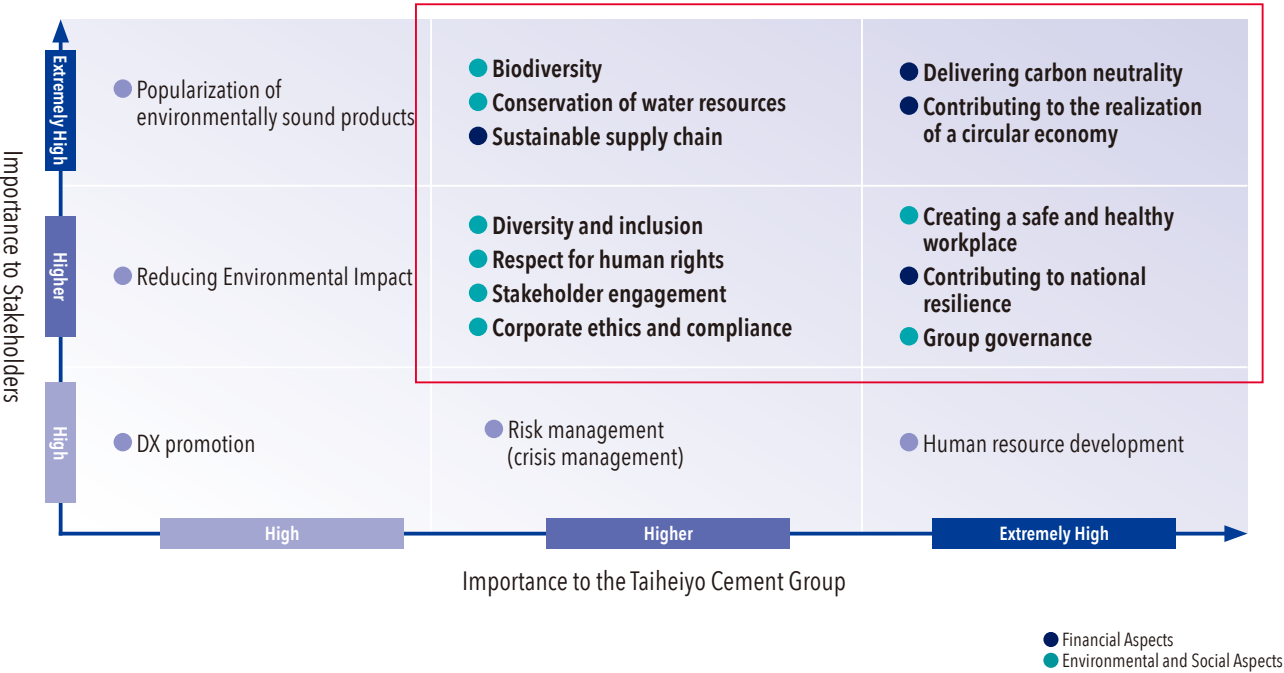 Importance to Stakeholders
Extremely High
Popularization of
environmentally sound products
Biodiversity
Conservation of water resources
Sustainable supply chain
Delivering carbon neutrality
Contributing to the realization
of a circular economy
Higher
Reducing Environmental Impact
Diversity and inclusion
Respect for human rights
Stakeholder engagement
Corporate ethics and compliance
Creating a safe and healthy
workplace
Contributing to national
resilience
Group governance
High
DX promotion
Risk management
(crisis management)
Human resource development
High
Higher
Extremely High
Importance to the Taiheiyo Cement Group
Financial Aspects
Environmental and Social Aspects